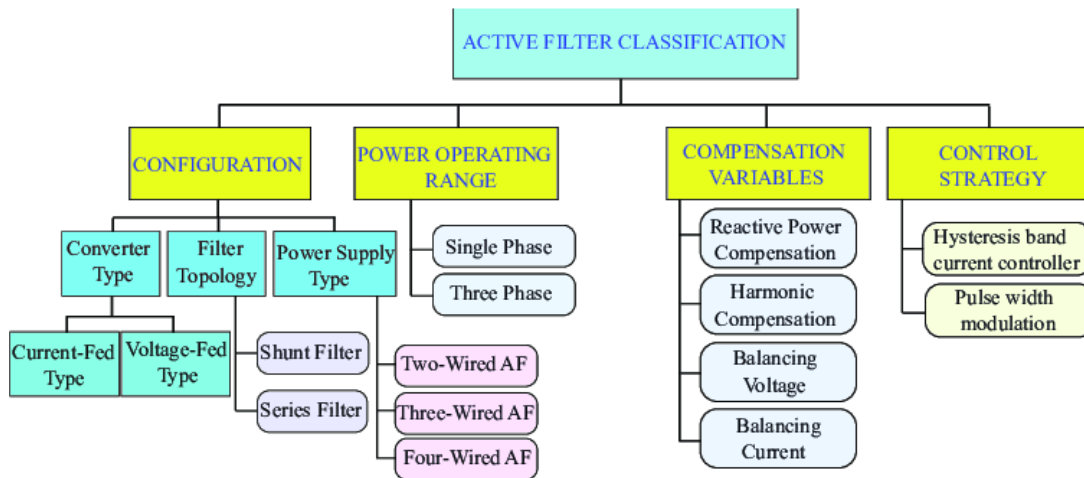 ACTIVE FILTER CLASSIFICATION
CONFIGURATION
POWER OPERATING
RANGE
COMPENSATION
VARIABLES
CONTROL
STRATEGY
Converter
Type
Filter
Topology
Power Supply
Type
Current-Fed
Type
Voltage-Fed
Type
Shunt Filter
Series Filter
Two-Wired AF
Three-Wired AF
Four-Wired AF
Single Phase
Three Phase
Reactive Power
Compensation
Harmonic
Compensation
Balancing
Voltage
Balancing
Current
Hysteresis band
current controller
Pulse width
modulation